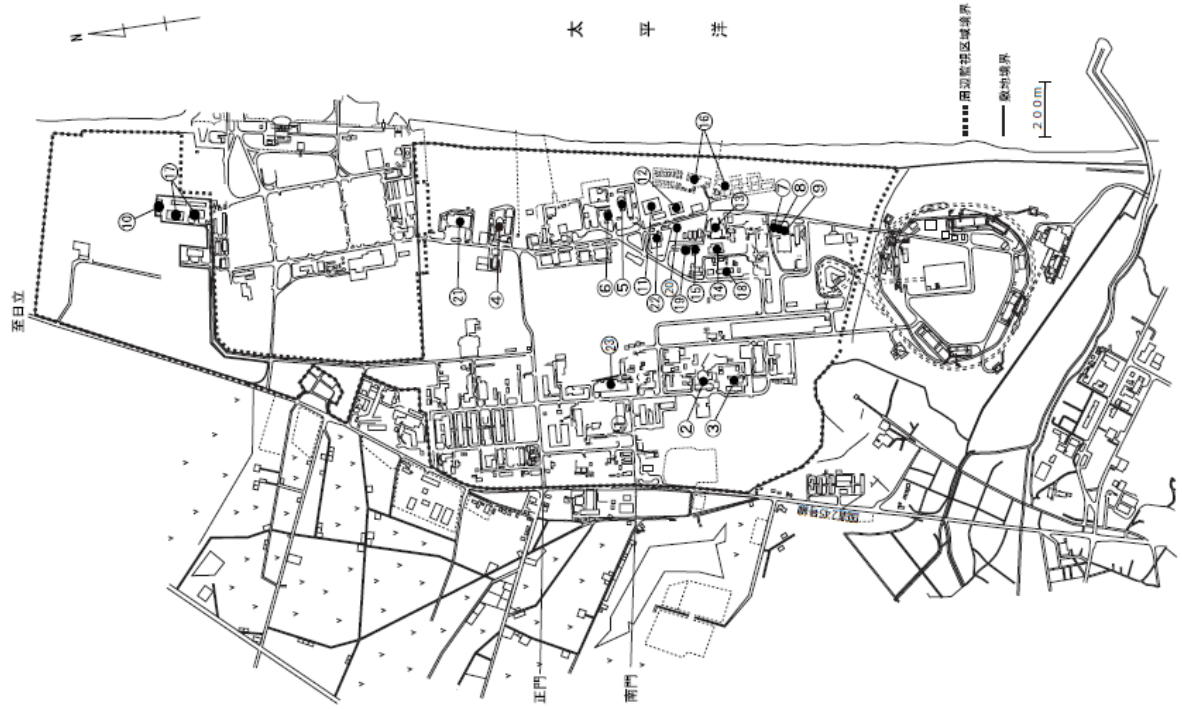 N
太平洋
周辺監視区域境界
敷地境界
200m
至日立
⑯
⑰
⑩
⑫
⑬
⑦
⑧
⑨
㉑
④
⑥
⑤
⑪
㉒
⑳
⑲
⑮
⑭
⑱
㉓
②
③
正門
南門